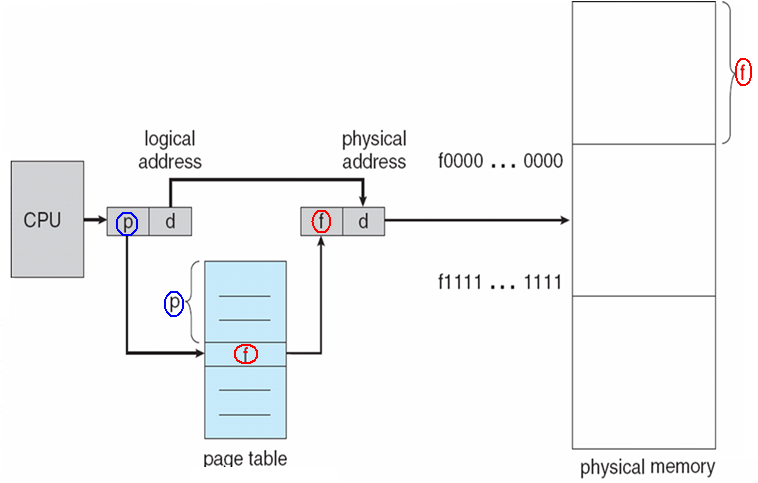 f
logical
address
physical
address
f0000 ... 0000
CPU
p d
f d
f1111 ... 1111
p
f
page table
physical memory